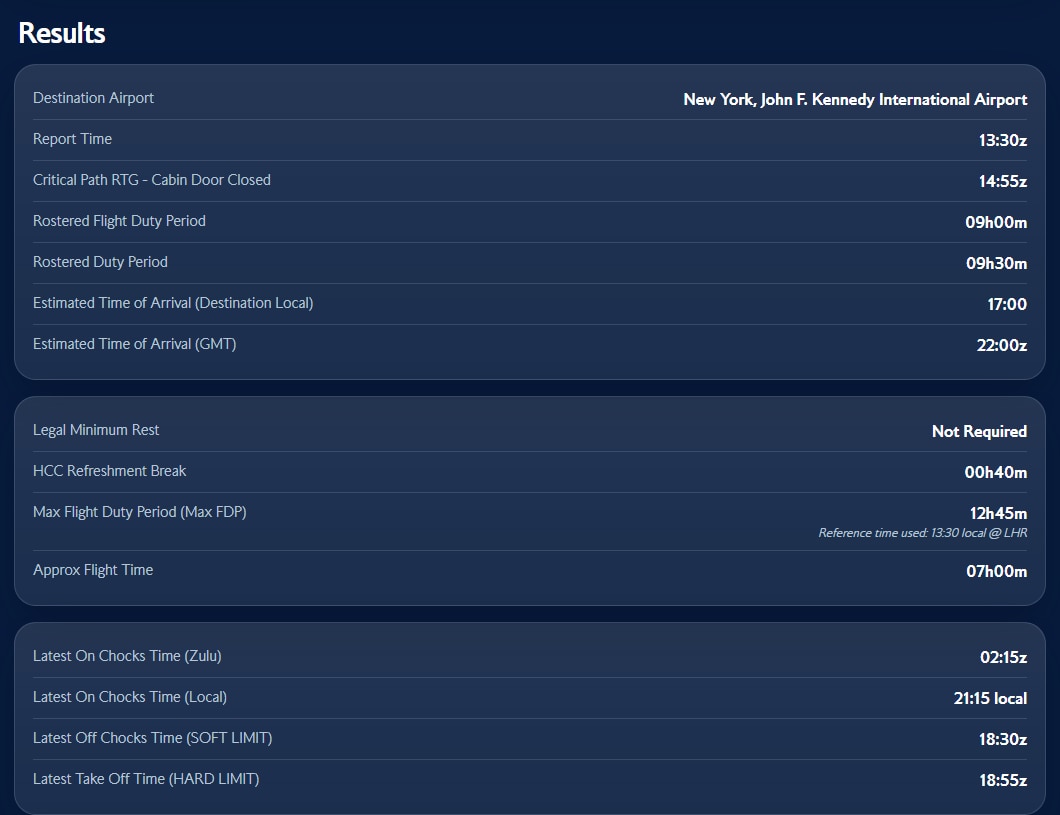 Results
Destination Airport New York, John F. Kennedy International Airport
Report Time 13:30z
Critical Path RTG - Cabin Door Closed 14:55z
Rostered Flight Duty Period 09h00m
Rostered Duty Period 09h30m
Estimated Time of Arrival (Destination Local) 17:00
Estimated Time of Arrival (GMT) 22:00z
Legal Minimum Rest Not Required
HCC Refreshment Break 00h40m
Max Flight Duty Period (Max FDP) 12h45m
Reference time used: 13:30 local @ LHR
Approx Flight Time 07h00m
Latest On Chocks Time (Zulu) 02:15z
Latest On Chocks Time (Local) 21:15 local
Latest Off Chocks Time (SOFT LIMIT) 18:30z
Latest Take Off Time (HARD LIMIT) 18:55z